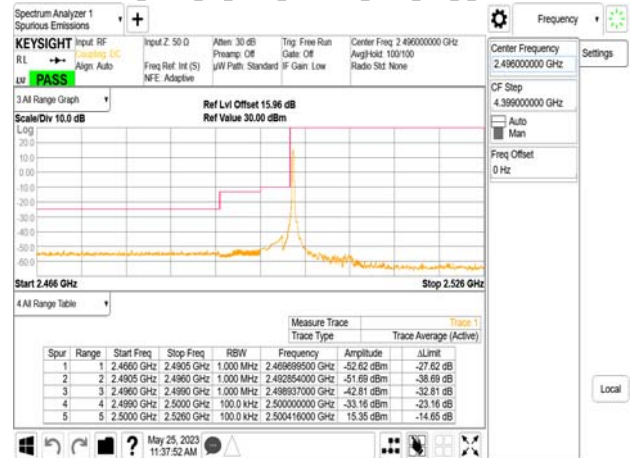 Spectrum Analyzer 1
Spurious Emissions
Frequency
KEYSIGHT Input: RF Input Z: 50 Ω Atten: 30 dB Trig: Free Run Center Freq: 2.496000000 GHz
RL Coupling: DC Preamp: Off Gate: Off Avg|Hold: 100/100
Align: Auto Freq Ref: Int (S) µW Path: Standard IF Gain: Low Radio Std: None
LU PASS NFE: Adaptive
Center Frequency
2.496000000 GHz
Settings
CF Step
4.399000000 GHz
Auto
Man
Freq Offset
0 Hz
3 All Range Graph
Ref Lvl Offset 15.96 dB
Scale/Div 10.0 dB Ref Value 30.00 dBm
Log
20.0
10.0
0.00
-10.0
-20.0
-30.0
-40.0
-50.0
-60.0
Start 2.466 GHz Stop 2.526 GHz
4 All Range Table
Measure Trace Trace 1
Trace Type Trace Average (Active)
Spur Range Start Freq Stop Freq RBW Frequency Amplitude ΔLimit
1 1 2.4660 GHz 2.4905 GHz 1.000 MHz 2.469699500 GHz -52.62 dBm -27.62 dB
2 2 2.4905 GHz 2.4960 GHz 1.000 MHz 2.492854000 GHz -51.69 dBm -38.69 dB
3 3 2.4960 GHz 2.4990 GHz 1.000 MHz 2.498937000 GHz -42.81 dBm -32.81 dB
4 4 2.4990 GHz 2.5000 GHz 100.0 kHz 2.500000000 GHz -33.16 dBm -23.16 dB
5 5 2.5000 GHz 2.5260 GHz 100.0 kHz 2.500416000 GHz 15.35 dBm -14.65 dB
Local
May 25, 2023
11:37:52 AM